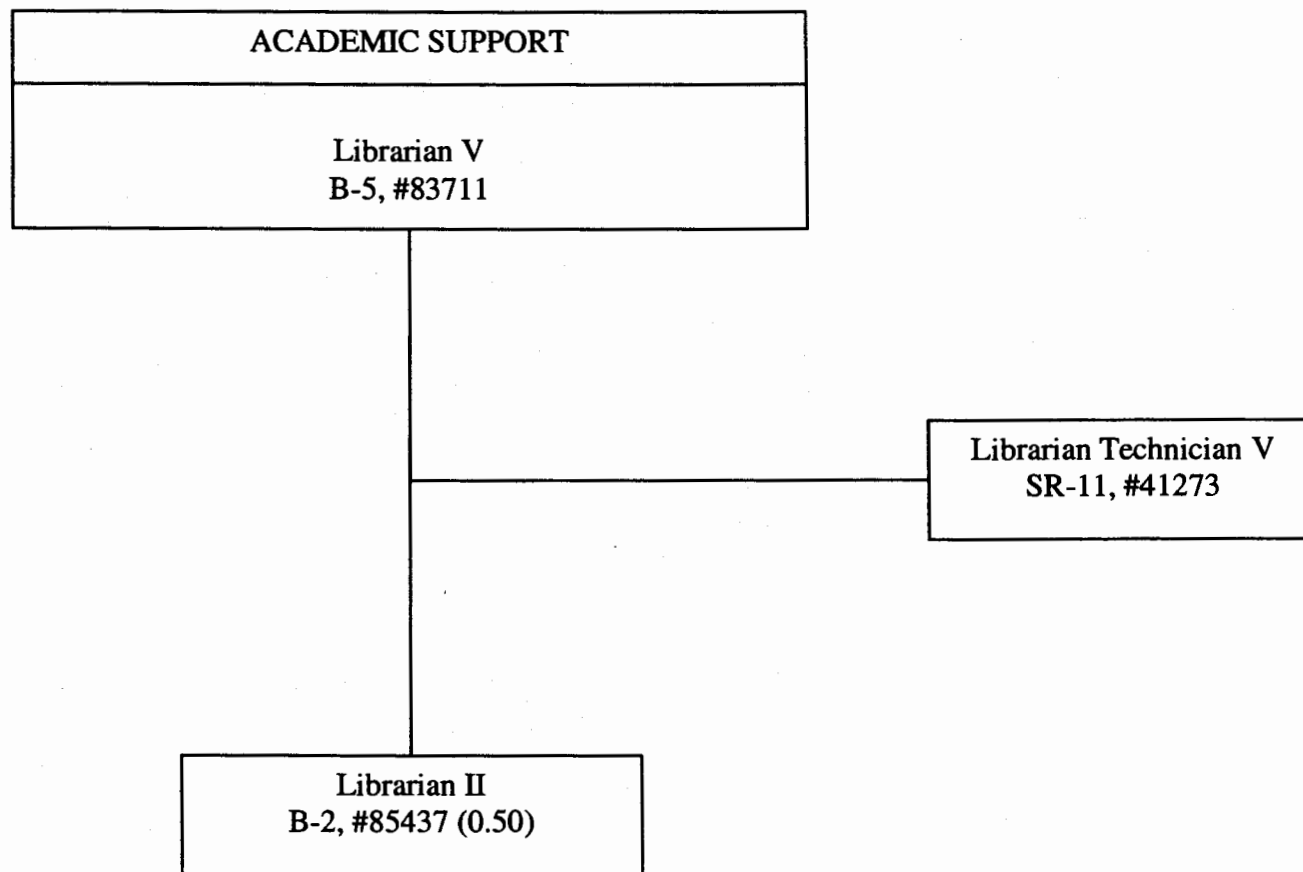 ACADEMIC SUPPORT
Librarian V
B-5, #83711
Librarian Technician V
SR-11, #41273
Librarian II
B-2, #85437 (0.50)